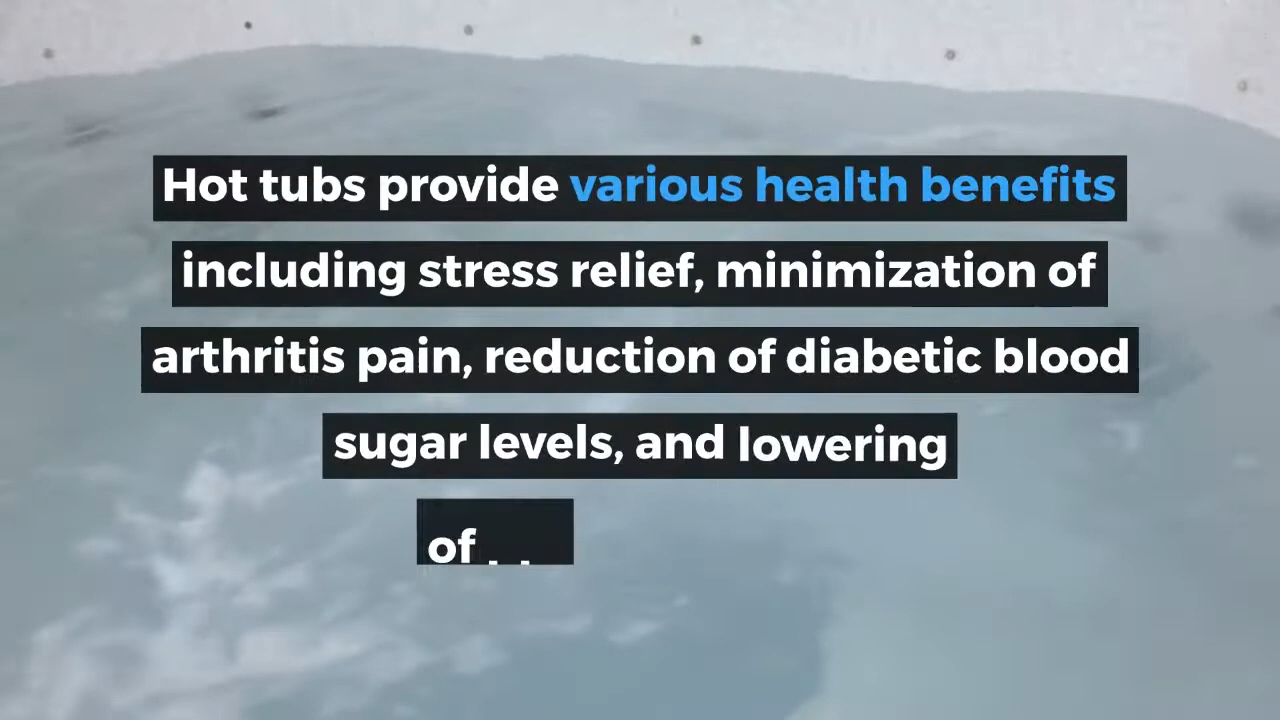 Hot tubs provide various health benefits
including stress relief, minimization of
arthritis pain, reduction of diabetic blood
sugar levels, and lowering
of